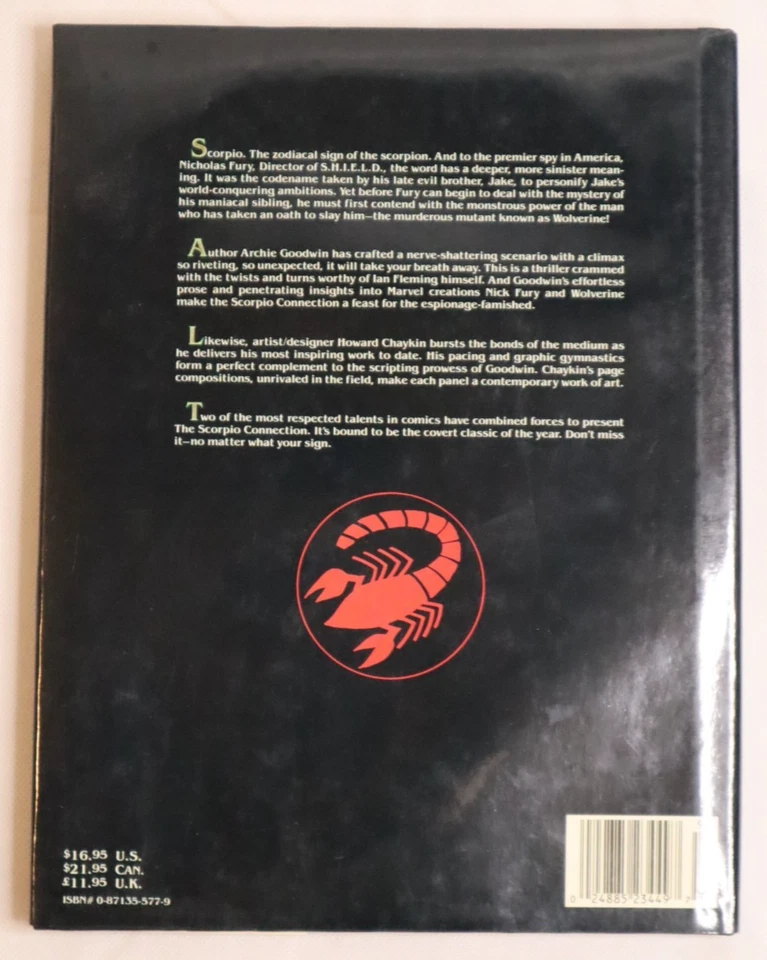 Scorpio. The zodiacal sign of the scorpion. And to the premier spy in America,
Nicholas Fury, Director of S.H.I.E.L.D., the word has a deeper, more sinister mean-
ing. It was the codename taken by his late evil brother, Jake, to personify Jake's
world-conquering ambitions. Yet before Fury can begin to deal with the mystery of
his maniacal sibling, he must first contend with the monstrous power of the man
who has taken an oath to slay him—the murderous mutant known as Wolverine!
Author Archie Goodwin has crafted a nerve-shattering scenario with a climax
so riveting, so unexpected, it will take your breath away. This is a thriller crammed
with the twists and turns worthy of Ian Fleming himself. And Goodwin's effortless
prose and penetrating insights into Marvel creations Nick Fury and Wolverine
make the Scorpio Connection a feast for the espionage-famished.
Likewise, artist/designer Howard Chaykin bursts the bonds of the medium as
he delivers his most inspiring work to date. His pacing and graphic gymnastics
form a perfect complement to the scripting prowess of Goodwin. Chaykin's page
compositions, unrivaled in the field, make each panel a contemporary work of art.
Two of the most respected talents in comics have combined forces to present
The Scorpio Connection. It's bound to be the covert classic of the year. Don't miss
it—no matter what your sign.
$16.95 U.S.
$21.95 CAN.
£11.95 U.K.
ISBN# 0-87135-577-9
0 24885 23449 7